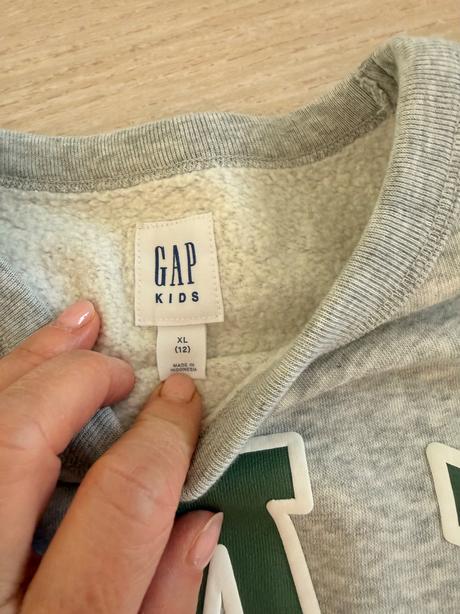 GAP
KIDS
XL
(12)
MADE IN
INDONESIA